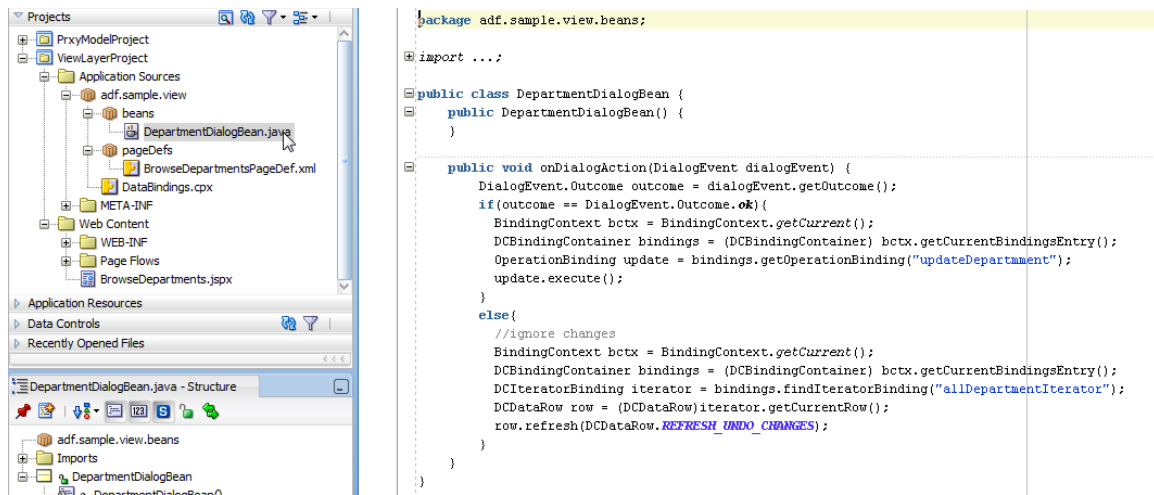 Projects
PrxyModelProject
ViewLayerProject
Application Sources
adf.sample.view
beans
DepartmentDialogBean.java
pageDefs
BrowseDepartmentsPageDef.xml
DataBindings.cpx
META-INF
Web Content
WEB-INF
Page Flows
BrowseDepartments.jspx
Application Resources
Data Controls
Recently Opened Files
DepartmentDialogBean.java - Structure
adf.sample.view.beans
Imports
DepartmentDialogBean
DepartmentDialogBean()
package adf.sample.view.beans;
import ...;
public class DepartmentDialogBean {
public DepartmentDialogBean() {
}
public void onDialogAction(DialogEvent dialogEvent) {
DialogEvent.Outcome outcome = dialogEvent.getOutcome();
if(outcome == DialogEvent.Outcome.ok){
BindingContext bctx = BindingContext.getCurrent();
DCBindingContainer bindings = (DCBindingContainer) bctx.getCurrentBindingsEntry();
OperationBinding update = bindings.getOperationBinding("updateDepartmment");
update.execute();
}
else{
//ignore changes
BindingContext bctx = BindingContext.getCurrent();
DCBindingContainer bindings = (DCBindingContainer) bctx.getCurrentBindingsEntry();
DCIteratorBinding iterator = bindings.findIteratorBinding("allDepartmentIterator");
DCDataRow row = (DCDataRow)iterator.getCurrentRow();
row.refresh(DCDataRow.REFRESH_UNDO_CHANGES);
}
}
}